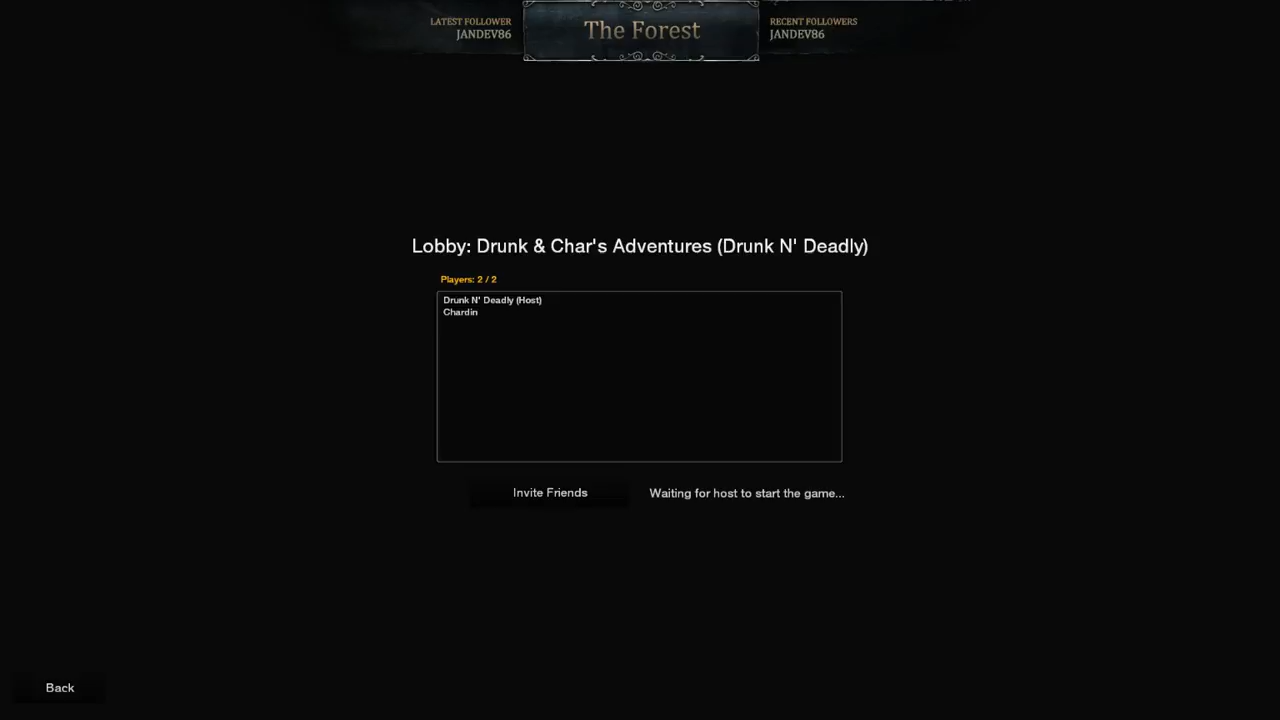 LATEST FOLLOWER
JANDEV86
The Forest
RECENT FOLLOWERS
JANDEV86
Lobby: Drunk & Char's Adventures (Drunk N' Deadly)
Players: 2 / 2
Drunk N' Deadly (Host)
Chardin
Invite Friends
Waiting for host to start the game...
Back